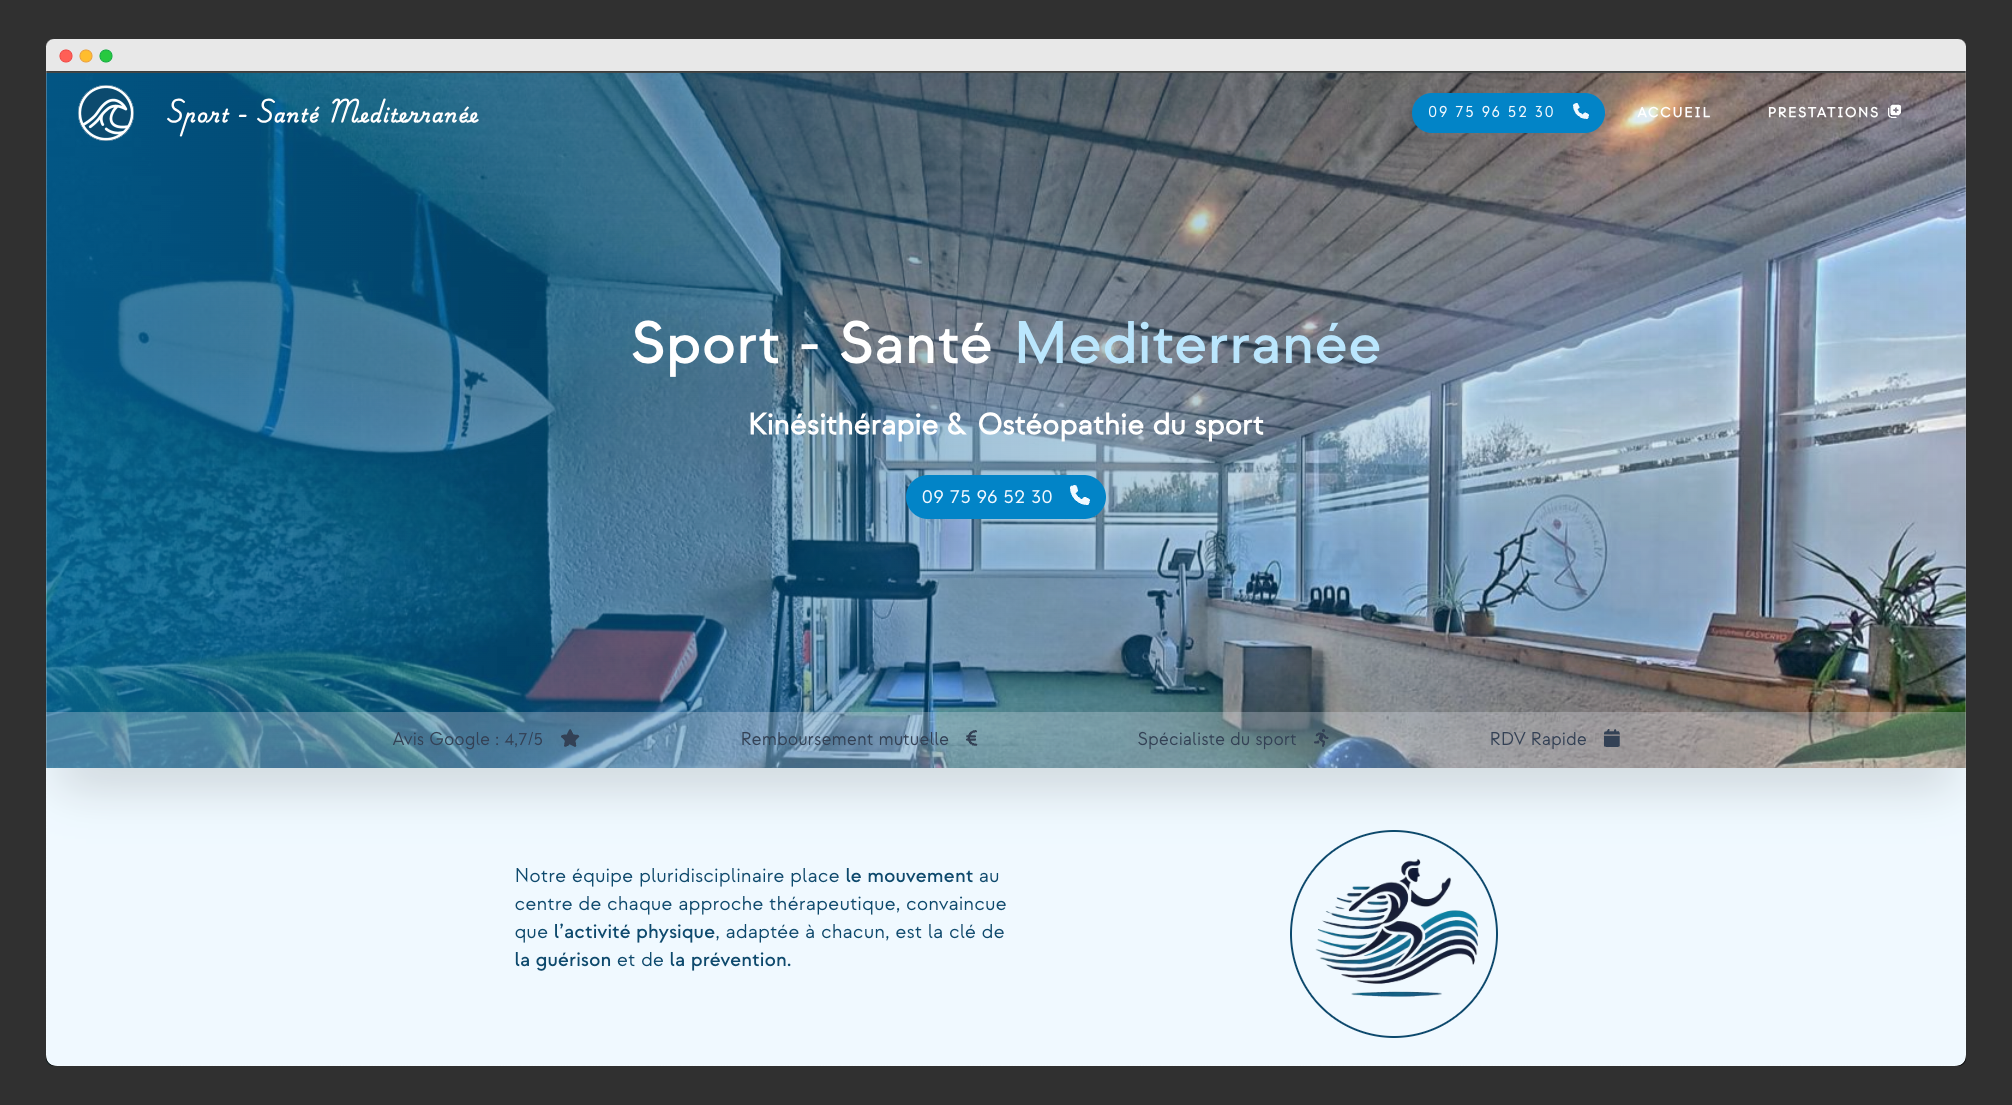 Sport - Santé Mediterranée
09 75 96 52 30
ACCUEIL
PRESTATIONS
Sport - Santé Mediterranée
Kinésithérapie & Ostéopathie du sport
09 75 96 52 30
PENN
Système EASYCRYO
Avis Google : 4,7/5
Remboursement mutuelle
Spécialiste du sport
RDV Rapide
Notre équipe pluridisciplinaire place le mouvement au
centre de chaque approche thérapeutique, convaincue
que l'activité physique, adaptée à chacun, est la clé de
la guérison et de la prévention.